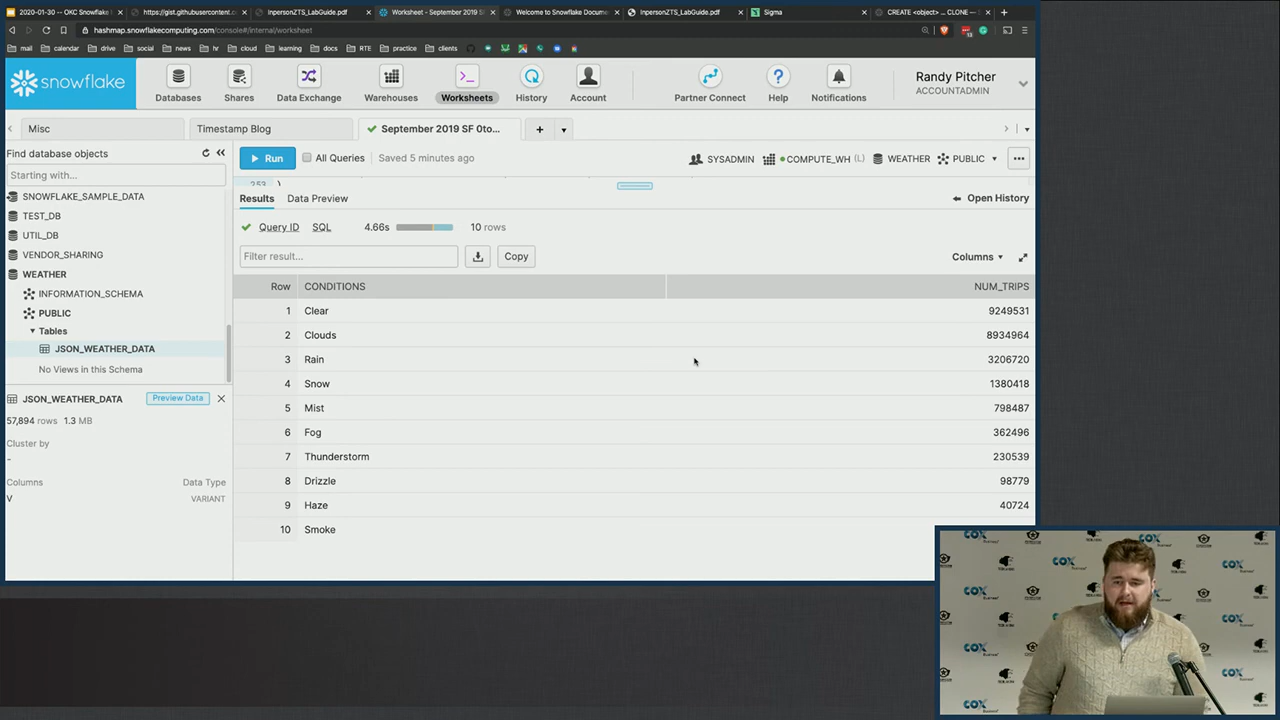 2020-01-30 — OKC Snowflake
https://gist.githubusercontent.c
InpersonZTS_LabGuide.pdf
Worksheet - September 2019 S
Welcome to Snowflake Docume
InpersonZTS_LabGuide.pdf
Sigma
CREATE <object> ... CLONE —
hashmap.snowflakecomputing.com/console#/internal/worksheet
mail calendar drive social news hr cloud learning docs RTE practice clients
snowflake
Databases Shares Data Exchange Warehouses Worksheets History Account Partner Connect Help Notifications
Randy Pitcher
ACCOUNTADMIN
Misc Timestamp Blog September 2019 SF 0to...
Find database objects
Starting with...
SNOWFLAKE_SAMPLE_DATA
TEST_DB
UTIL_DB
VENDOR_SHARING
WEATHER
INFORMATION_SCHEMA
PUBLIC
Tables
JSON_WEATHER_DATA
No Views in this Schema
JSON_WEATHER_DATA Preview Data
57,894 rows 1.3 MB
Cluster by
-
Columns Data Type
V VARIANT
Run All Queries Saved 5 minutes ago SYSADMIN COMPUTE_WH (L) WEATHER PUBLIC ...
253 )
Results Data Preview Open History
Query ID SQL 4.66s 10 rows
Filter result... Copy Columns
Row CONDITIONS NUM_TRIPS
1 Clear 9249531
2 Clouds 8934964
3 Rain 3206720
4 Snow 1380418
5 Mist 798487
6 Fog 362496
7 Thunderstorm 230539
8 Drizzle 98779
9 Haze 40724
10 Smoke
COX
COX
COX
COX
COX
COX